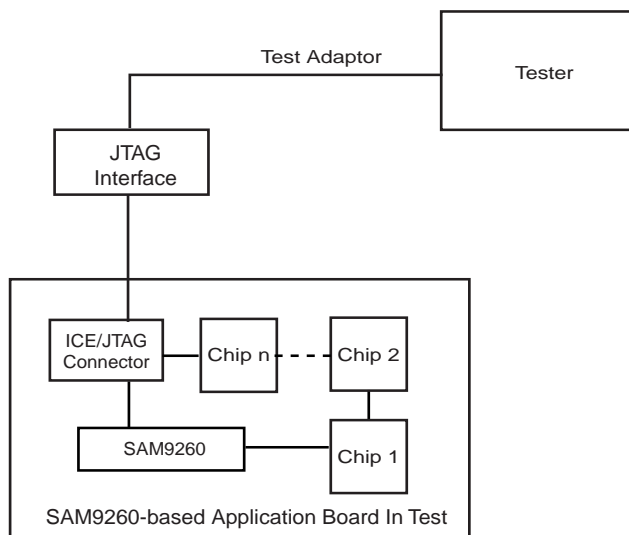 Test Adaptor
Tester
JTAG
Interface
ICE/JTAG
Connector
Chip n
Chip 2
SAM9260
Chip 1
SAM9260-based Application Board In Test